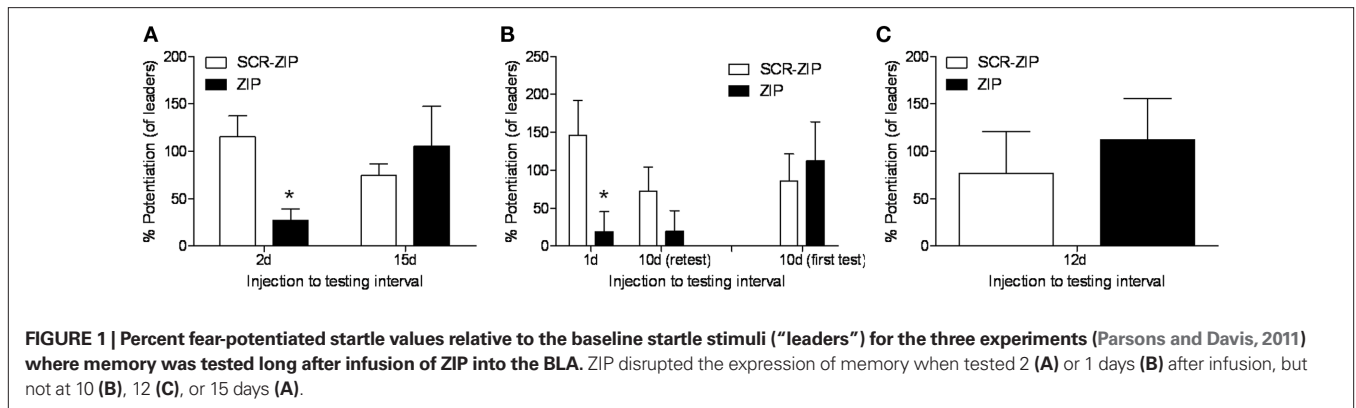 A
200
150
100
50
0
% Potentiation (of leaders)
SCR-ZIP
ZIP
*
2d
15d
Injection to testing interval
B
250
200
150
100
50
0
% Potentiation (of leaders)
SCR-ZIP
ZIP
*
1d
10d (retest)
10d (first test)
Injection to testing interval
C
200
150
100
50
0
% Potentiation (of leaders)
SCR-ZIP
ZIP
12d
Injection to testing interval
FIGURE 1 | Percent fear-potentiated startle values relative to the baseline startle stimuli (“leaders”) for the three experiments (Parsons and Davis, 2011)
where memory was tested long after infusion of ZIP into the BLA. ZIP disrupted the expression of memory when tested 2 (A) or 1 days (B) after infusion, but
not at 10 (B), 12 (C), or 15 days (A).